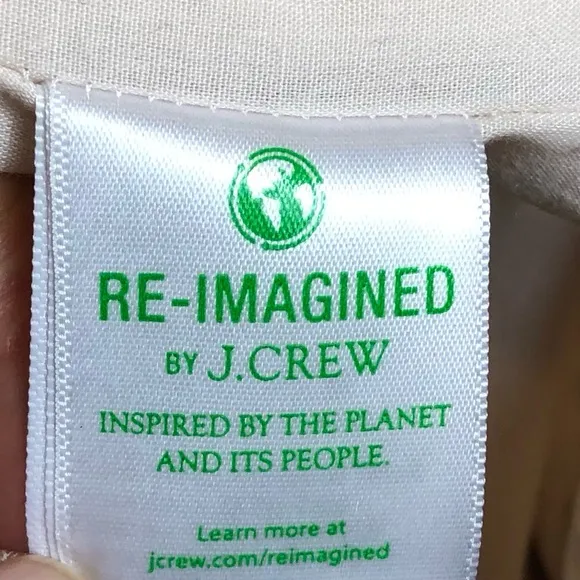 RE-IMAGINED
BY J.CREW
INSPIRED BY THE PLANET
AND ITS PEOPLE.
Learn more at
jcrew.com/reimagined